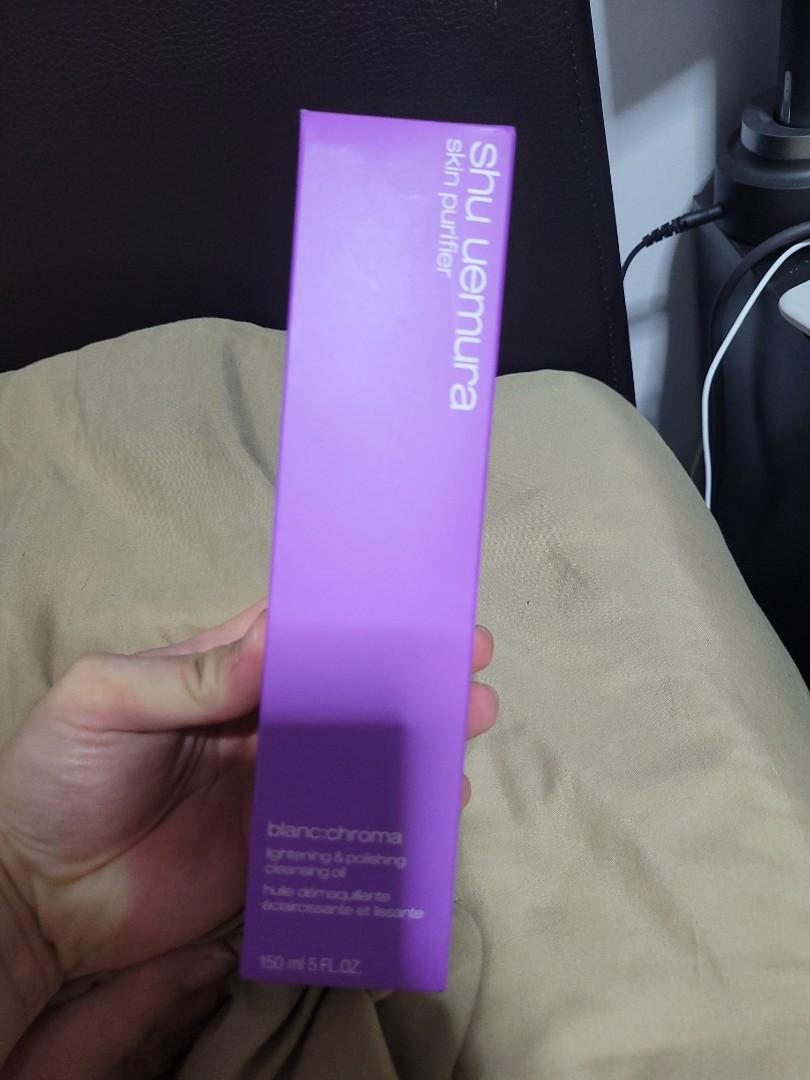 shu uemura
skin purifier
blanc:chroma
lightening & polishing
cleansing oil
huile démaquillante
éclaircissante et lissante
150 ml 5 FL.OZ.